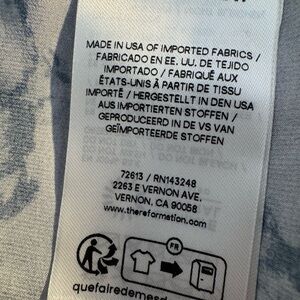 MADE IN USA OF IMPORTED FABRICS /
FABRICADO EN EE. UU. DE TEJIDO
IMPORTADO / FABRIQUÉ AUX
ÉTATS-UNIS À PARTIR DE TISSU
IMPORTÉ / HERGESTELLT IN DEN USA
AUS IMPORTIERTEN STOFFEN /
GEPRODUCEERD IN DE VS VAN
GEÏMPORTEERDE STOFFEN
72613 / RN143248
2263 E VERNON AVE,
VERNON, CA 90058
www.thereformation.com
FR
quefairedemesd